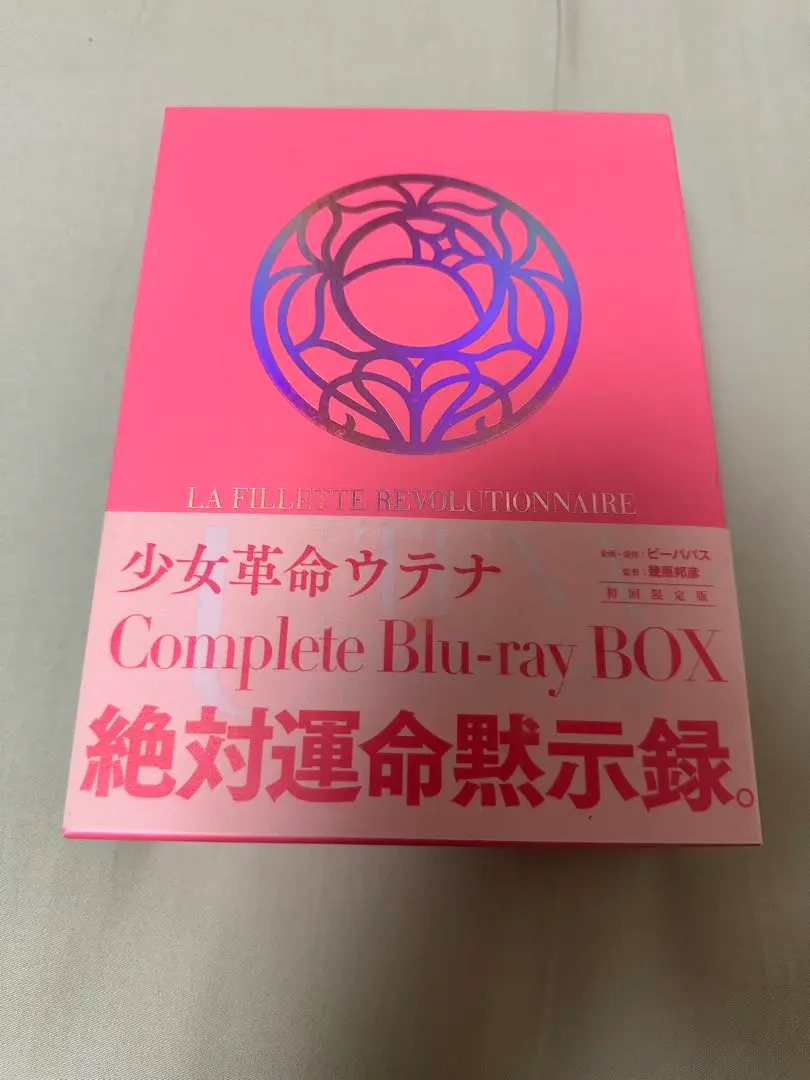 LA FILLETTE REVOLUTIONNAIRE
少女革命ウテナ
企画・原作：ビーパパス
監督：幾原邦彦
初回限定版
Complete Blu-ray BOX
絶対運命黙示録。